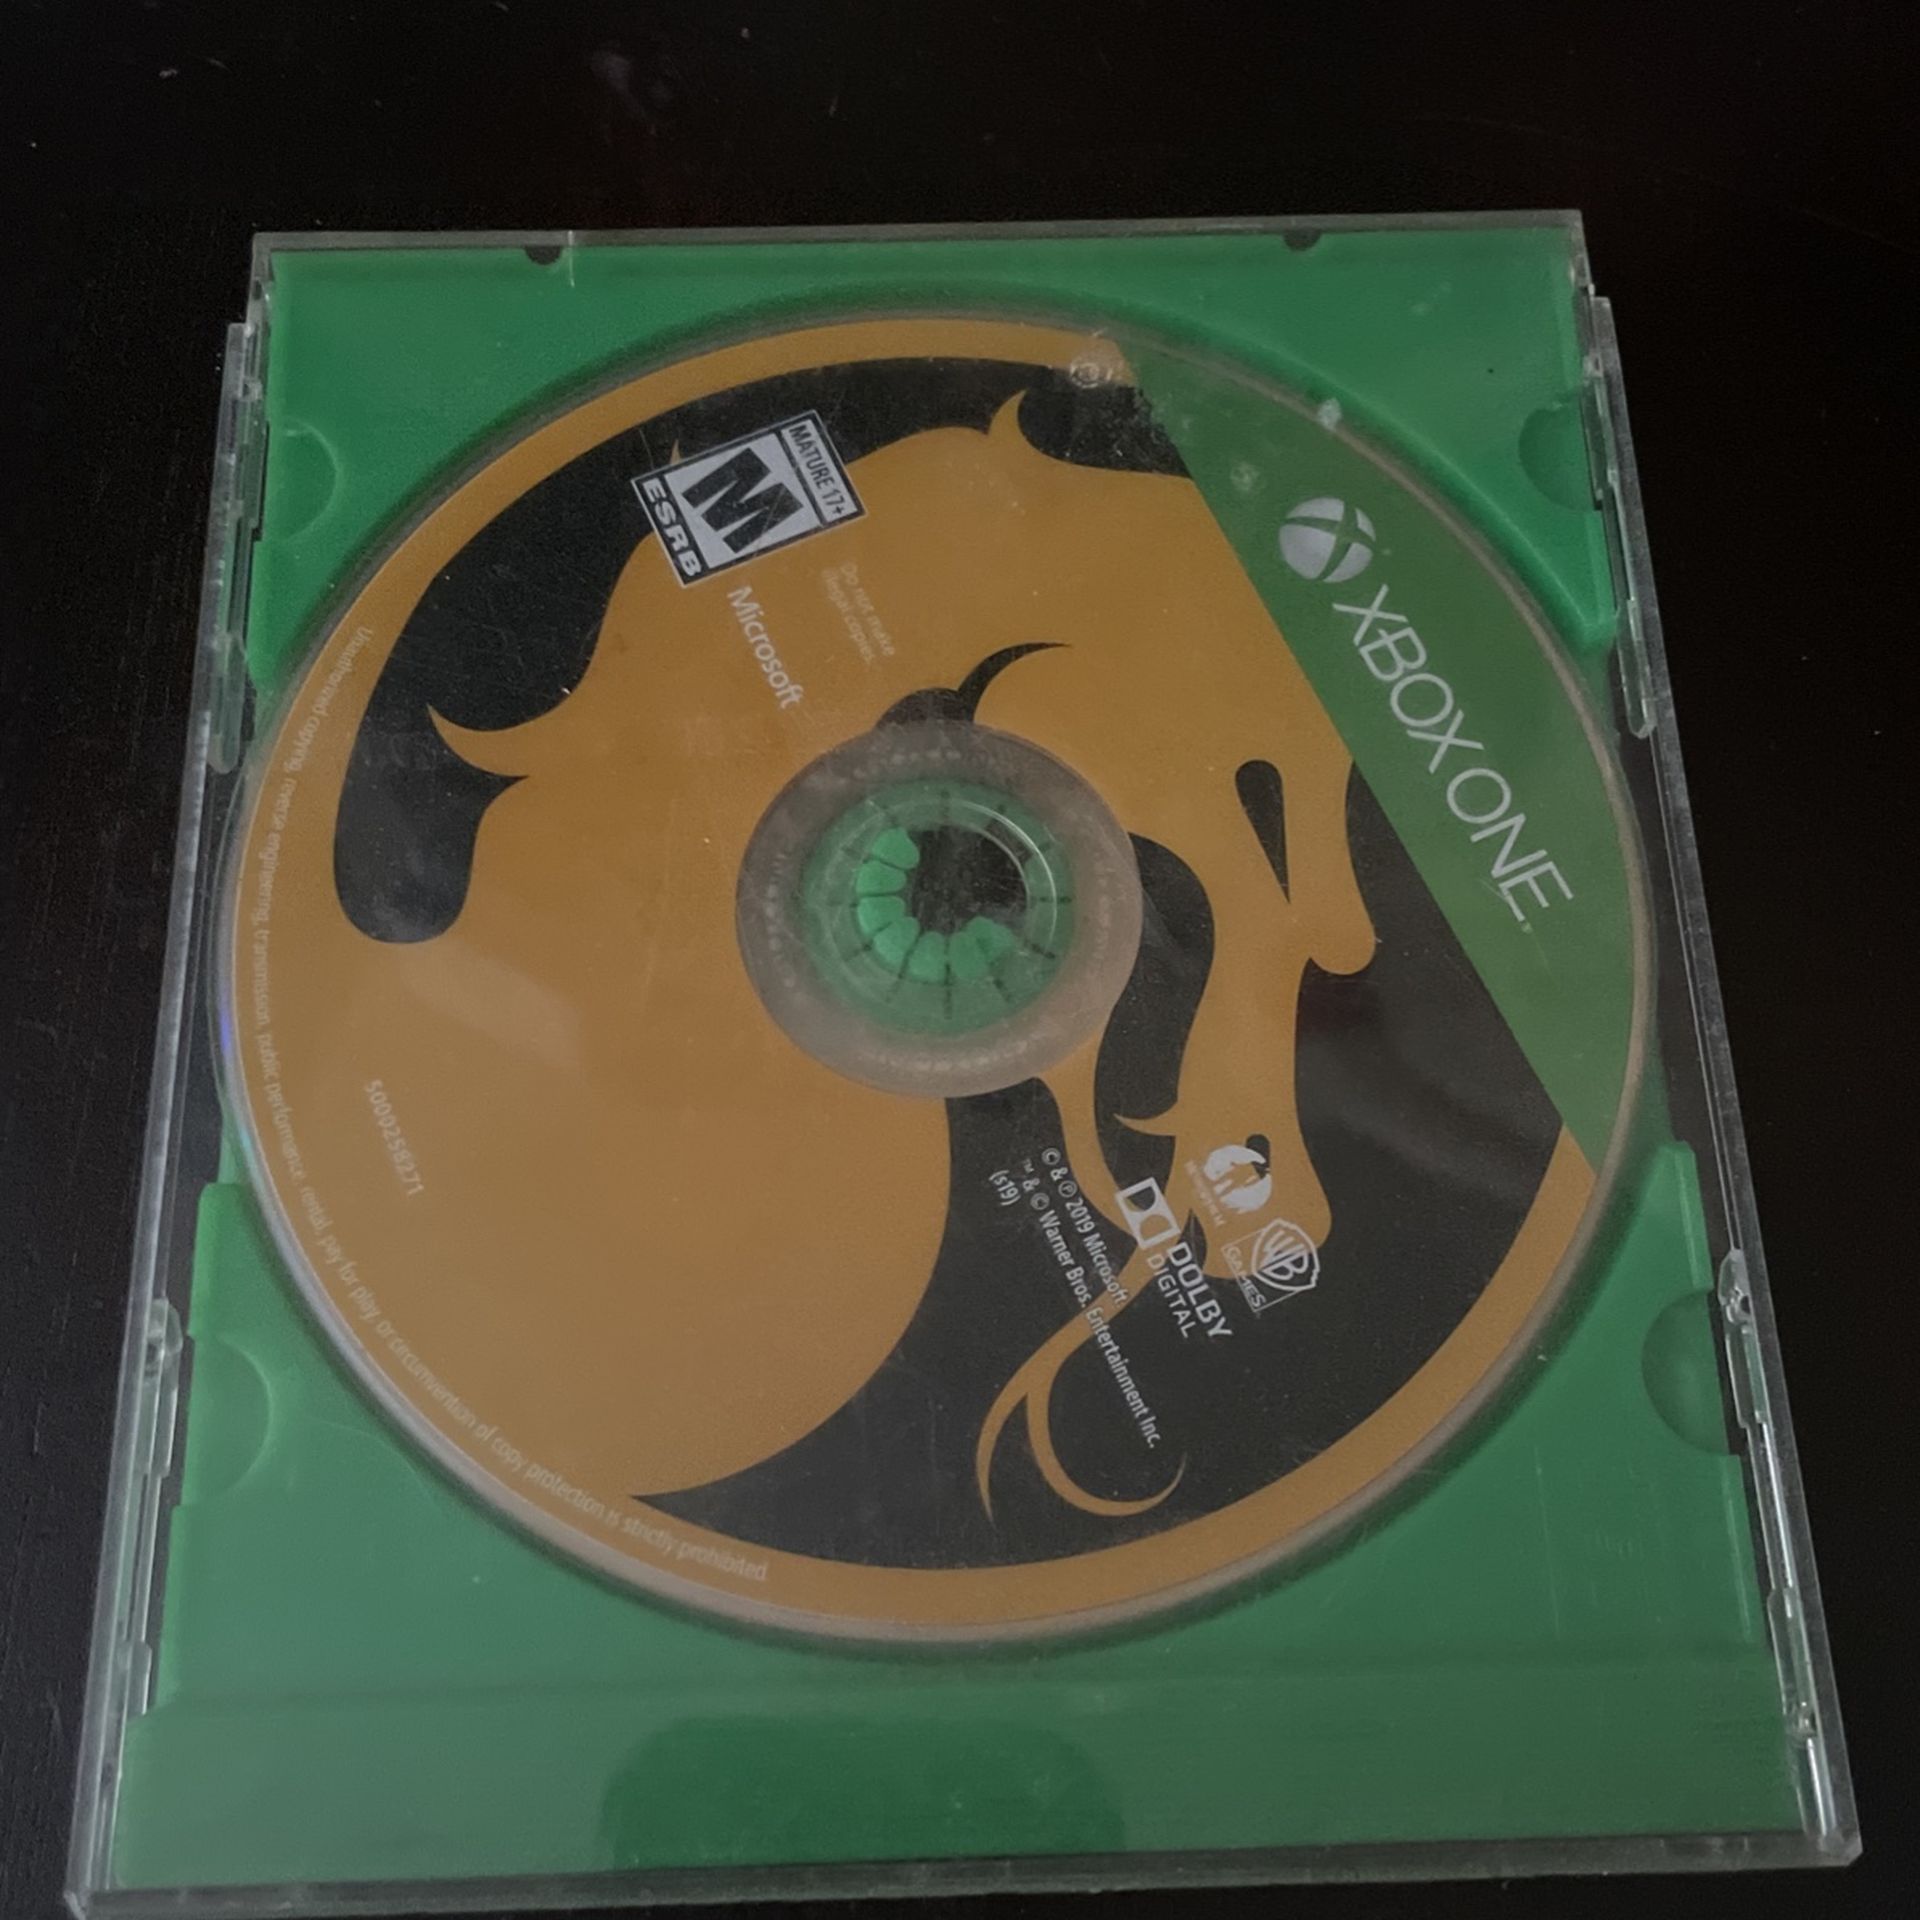 XBOX ONE
MATURE 17+
M
ESRB
Microsoft
Do not make
illegal copies.
500258271
© & ℗ 2019 Microsoft.
™ & © Warner Bros. Entertainment Inc.
(s19)
DOLBY
DIGITAL
WB
GAMES
Unauthorized copying, reverse engineering, transmission, public performance, rental, pay for play, or circumvention of copy protection is strictly prohibited.